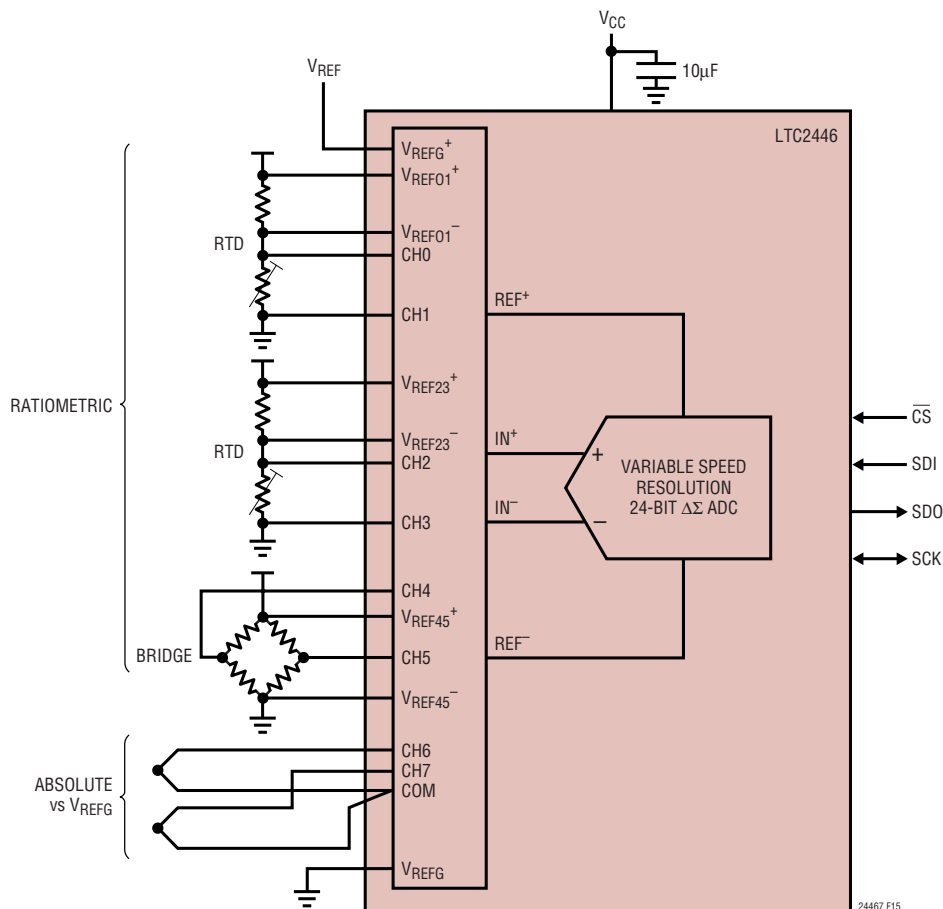 VCC
10µF
VREF
LTC2446
VREFG+
VREF01+
VREF01−
RTD
CH0
REF+
CH1
VREF23+
RATIOMETRIC
CS
VREF23−
IN+
RTD
CH2
+
VARIABLE SPEED
RESOLUTION
24-BIT ΔΣ ADC
SDI
IN−
−
SDO
CH3
SCK
CH4
VREF45+
BRIDGE
CH5
REF−
VREF45−
CH6
CH7
COM
ABSOLUTE
vs VREFG
VREFG
24467 F15